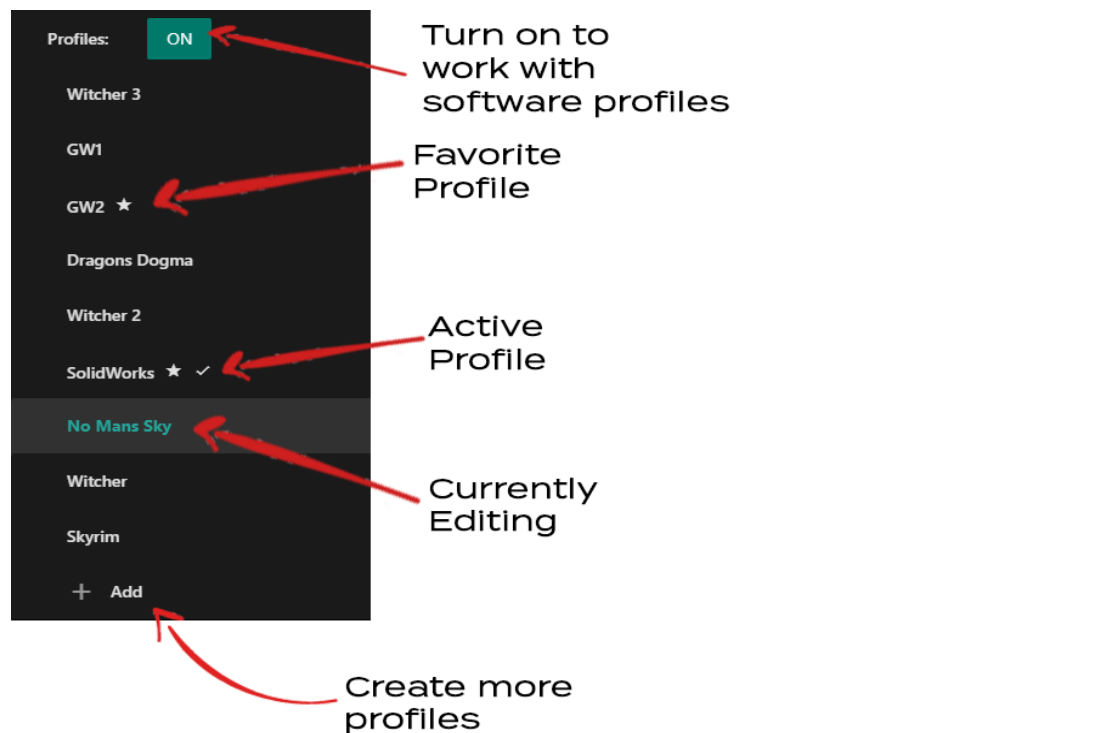 Profiles: ON
Turn on to
work with
software profiles
Witcher 3
GW1
Favorite
Profile
GW2
Dragons Dogma
Witcher 2
Active
Profile
SolidWorks
No Mans Sky
Currently
Editing
Witcher
Skyrim
+ Add
Create more
profiles